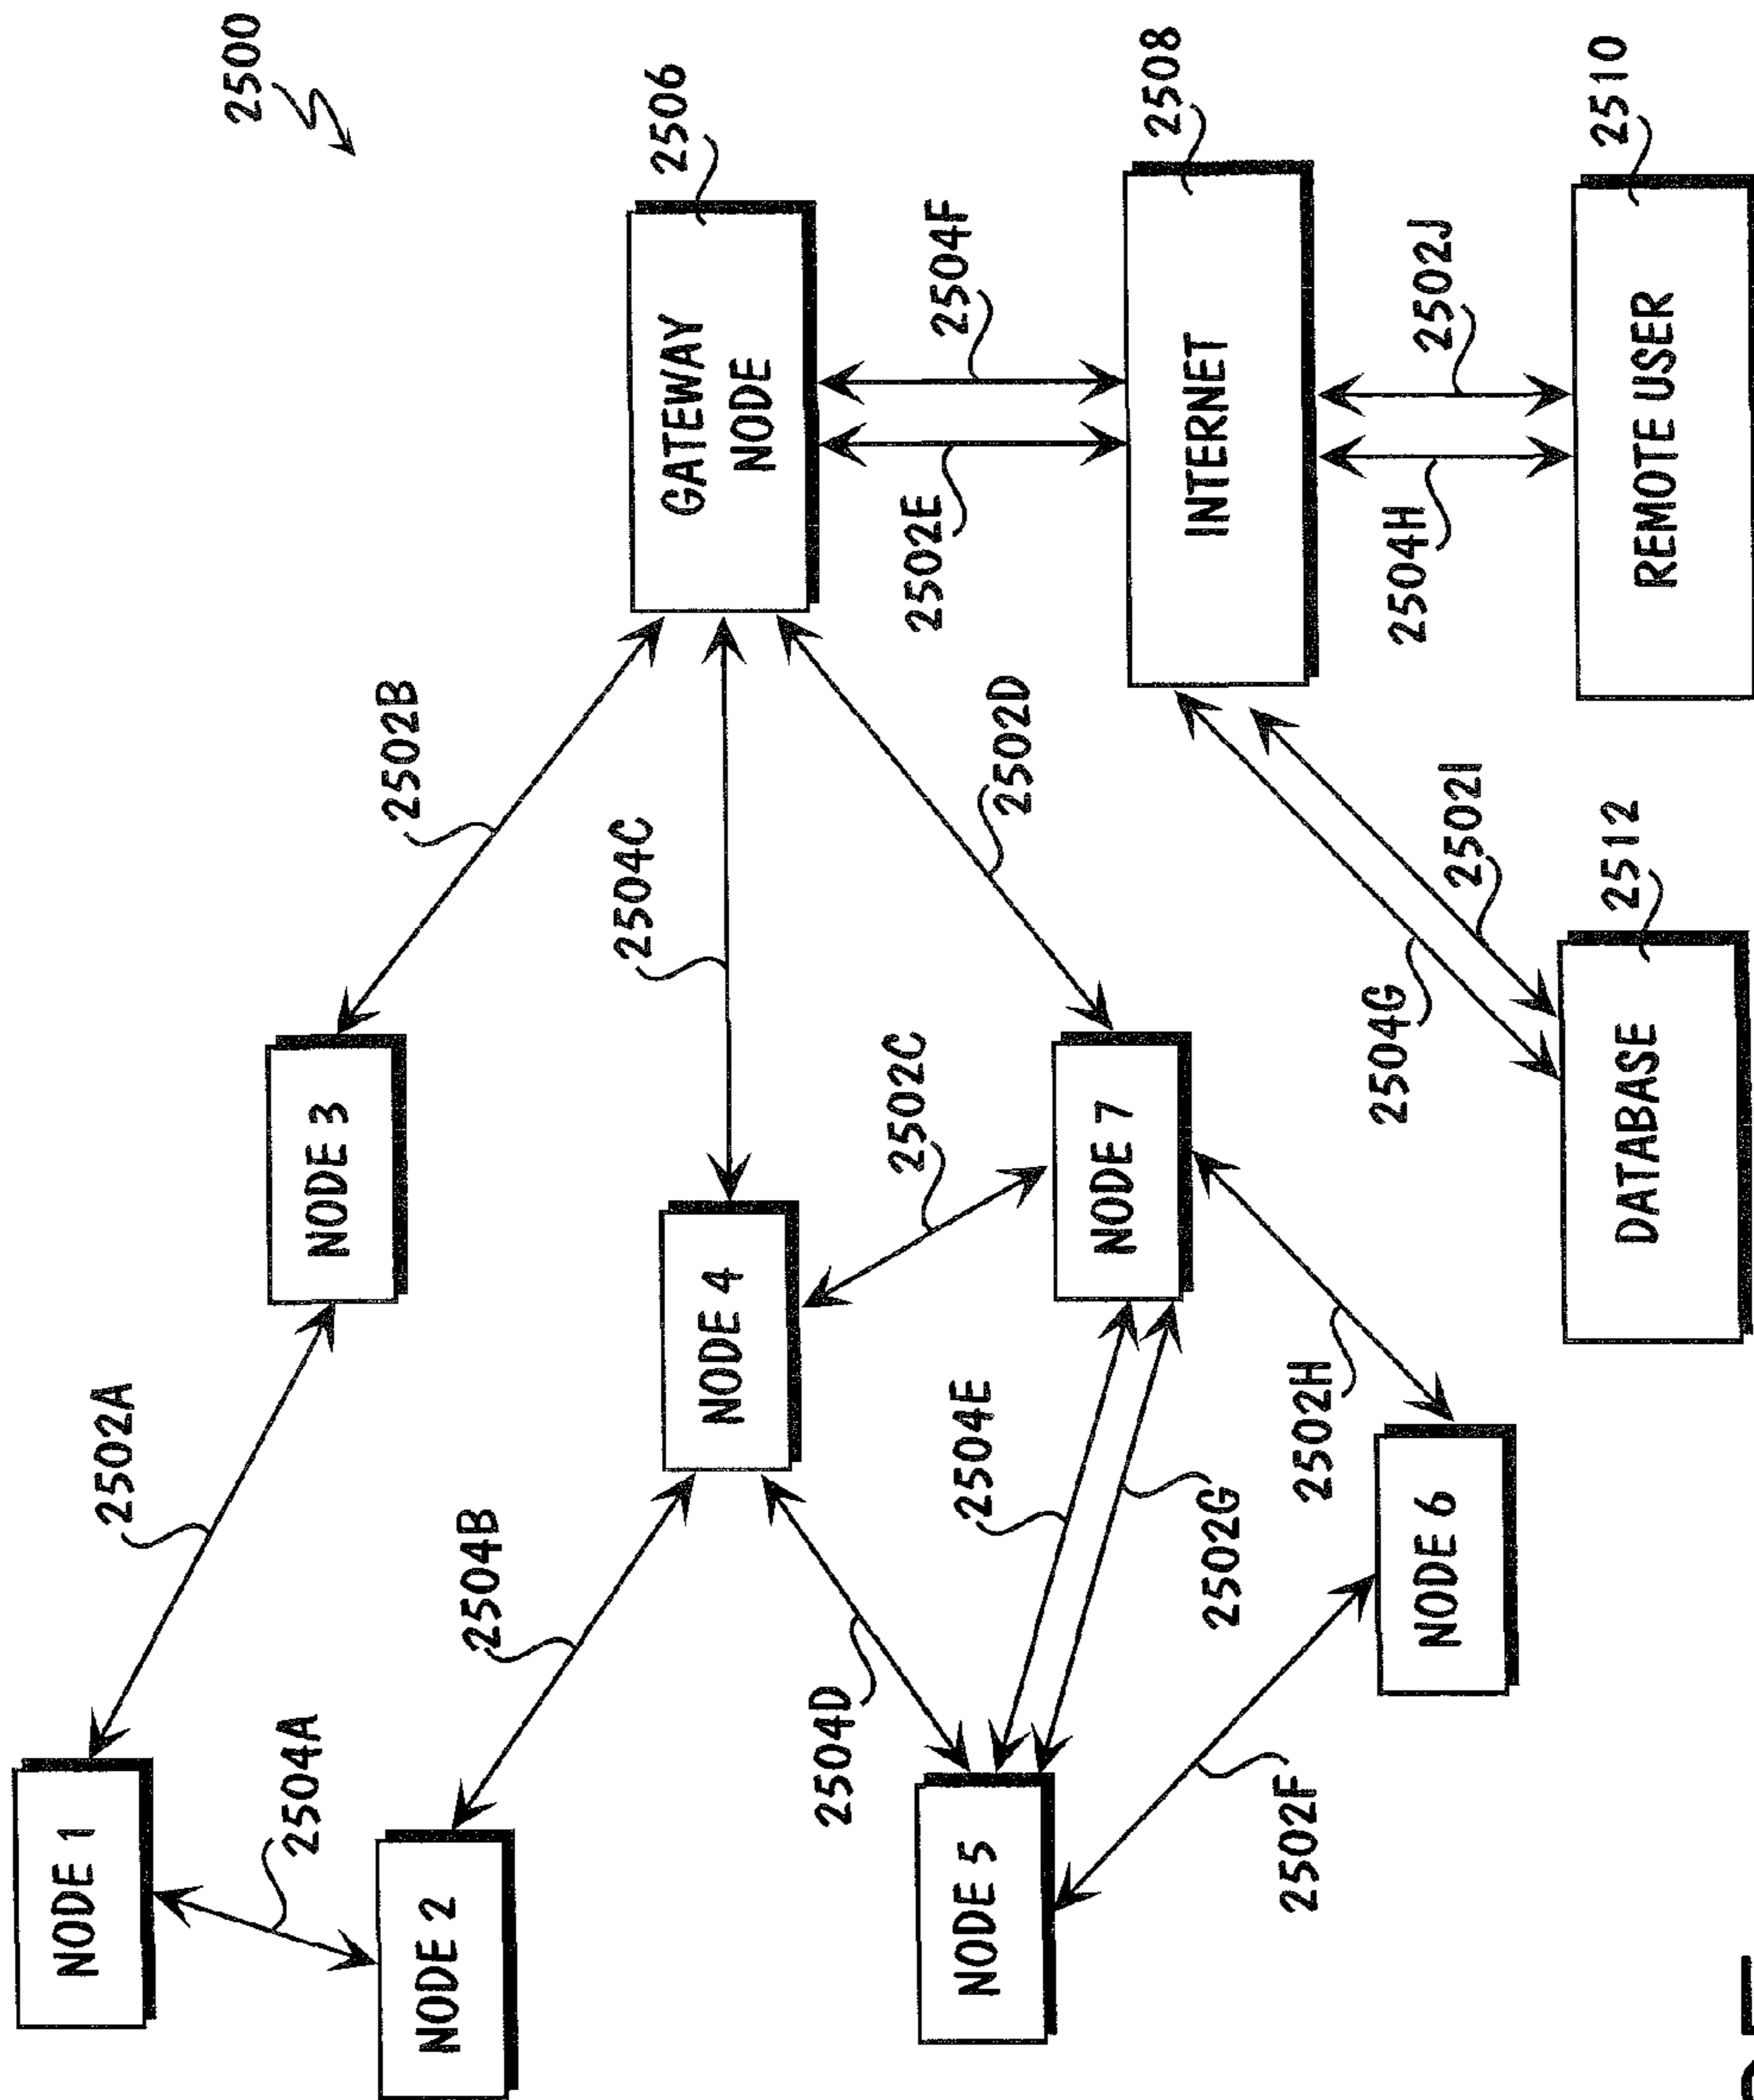 2500
NODE 1
2502A
NODE 3
2502B
GATEWAY
NODE
2506
2504A
NODE 2
2504B
NODE 4
2504C
2502E
2504F
2504D
2502C
2502D
NODE 5
2504E
NODE 7
INTERNET
2508
2502G
2502F
2502H
NODE 6
2504G
2502I
2504H
2502J
DATABASE
2512
REMOTE USER
2510